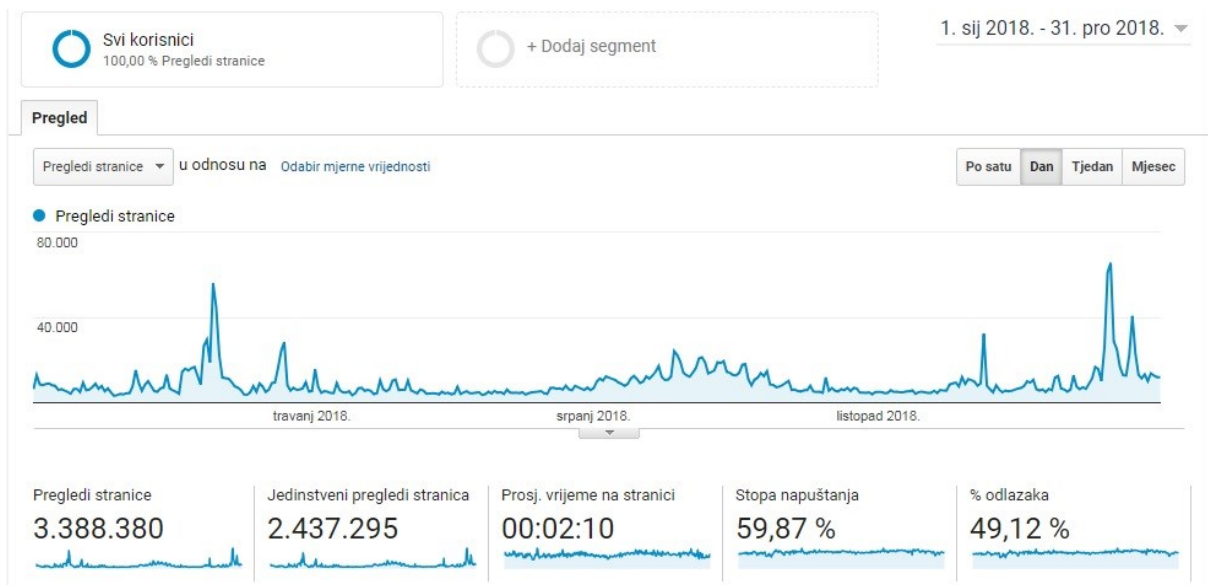 Svi korisnici
100,00 % Pregledi stranice
+ Dodaj segment
1. sij 2018. - 31. pro 2018.
Pregled
Pregledi stranice u odnosu na Odabir mjerne vrijednosti
Po satu Dan Tjedan Mjesec
Pregledi stranice
80.000
40.000
travanj 2018. srpanj 2018. listopad 2018.
Pregledi stranice
3.388.380
Jedinstveni pregledi stranica
2.437.295
Prosj. vrijeme na stranici
00:02:10
Stopa napuštanja
59,87 %
% odlazaka
49,12 %